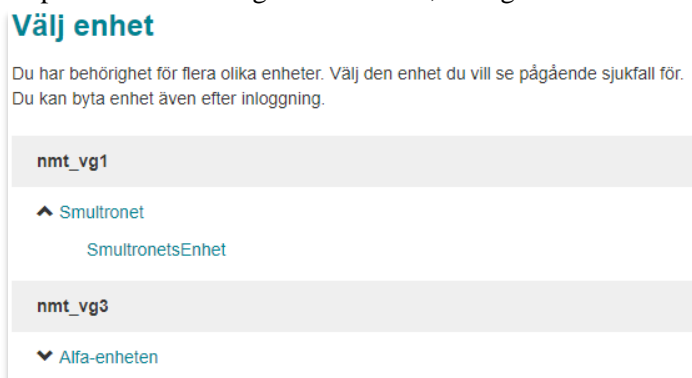 Välj enhet
Du har behörighet för flera olika enheter. Välj den enhet du vill se pågående sjukfall för.
Du kan byta enhet även efter inloggning.
nmt_vg1
Smultronet
SmultronetsEnhet
nmt_vg3
Alfa-enheten